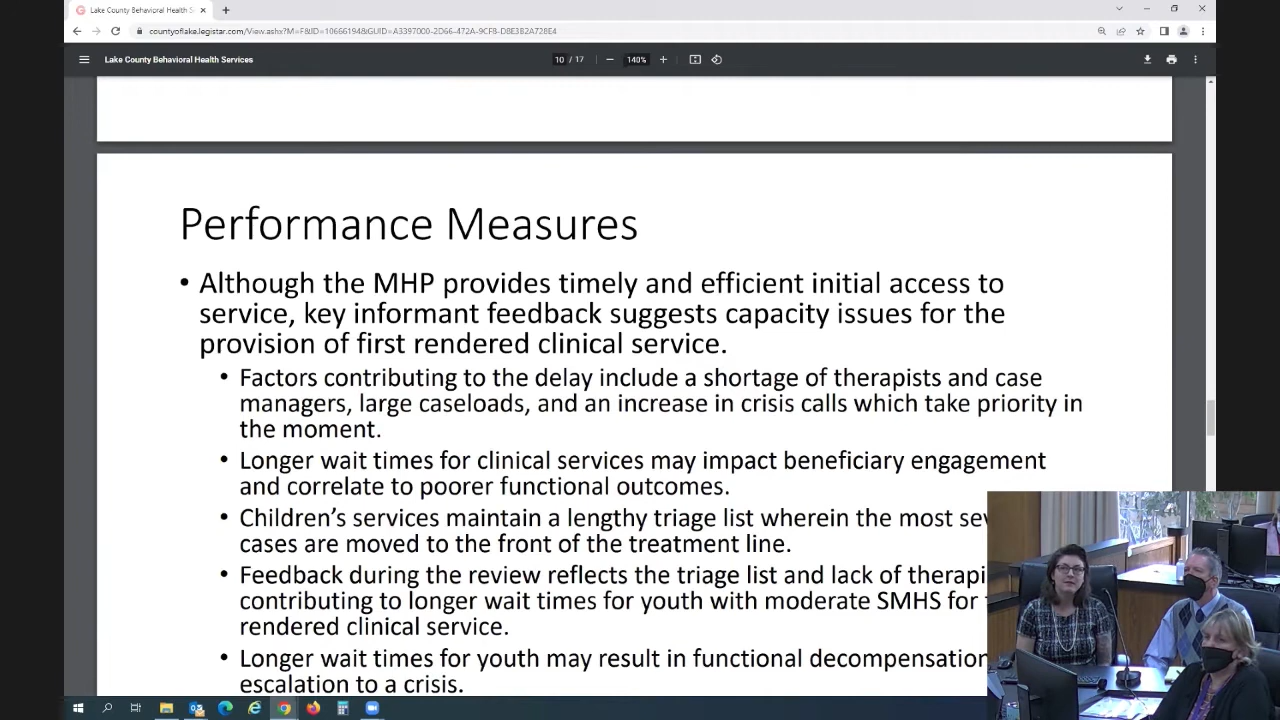 Lake County Behavioral Health S
countyoflake.legistar.com/View.ashx?M=F&ID=10666194&GUID=A3397000-2D66-472A-9CF8-D8E3B2A728E4
Lake County Behavioral Health Services
10 / 17
140%
Performance Measures
• Although the MHP provides timely and efficient initial access to
service, key informant feedback suggests capacity issues for the
provision of first rendered clinical service.
• Factors contributing to the delay include a shortage of therapists and case
managers, large caseloads, and an increase in crisis calls which take priority in
the moment.
• Longer wait times for clinical services may impact beneficiary engagement
and correlate to poorer functional outcomes.
• Children's services maintain a lengthy triage list wherein the most sev
cases are moved to the front of the treatment line.
• Feedback during the review reflects the triage list and lack of therapi
contributing to longer wait times for youth with moderate SMHS for
rendered clinical service.
• Longer wait times for youth may result in functional decompensation
escalation to a crisis.